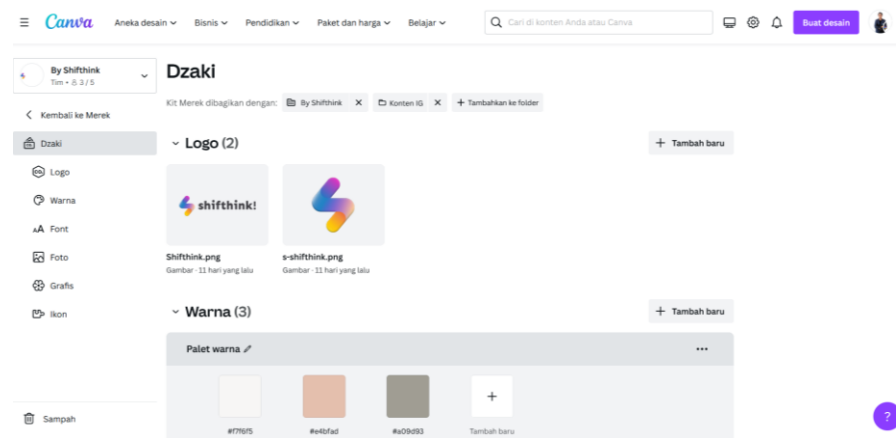 Canva
Aneka desain
Bisnis
Pendidikan
Paket dan harga
Belajar
Cari di konten Anda atau Canva
Buat desain
By Shifthink
Tim • 3 / 5
Kembali ke Merek
Dzaki
Logo
Warna
Font
Foto
Grafis
Ikon
Sampah
Dzaki
Kit Merek dibagikan dengan:
By Shifthink
Konten IG
Tambahkan ke folder
Logo (2)
Tambah baru
shifthink!
Shifthink.png
Gambar · 11 hari yang lalu
s-shifthink.png
Gambar · 11 hari yang lalu
Warna (3)
Tambah baru
Palet warna
#f7f6f5
#e4bfad
#a09d93
Tambah baru
?